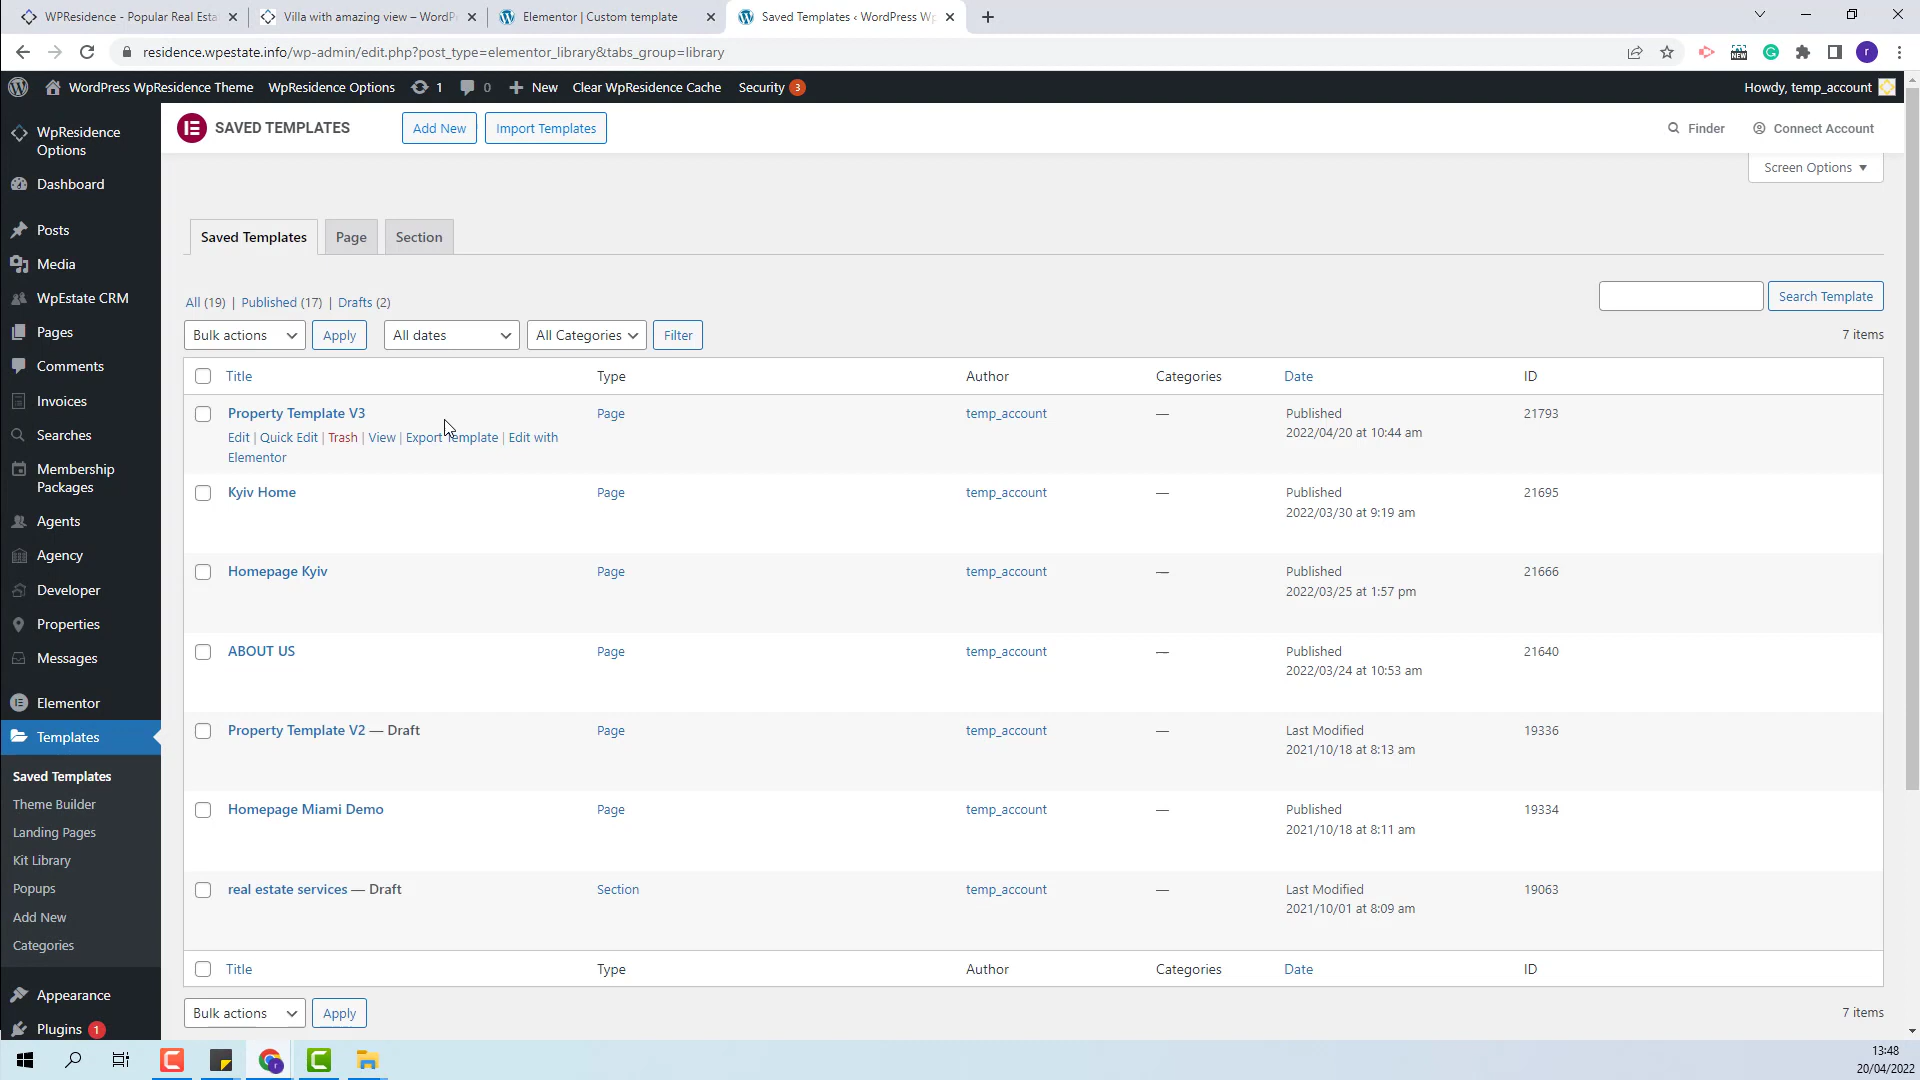 WPResidence - Popular Real Esta
Villa with amazing view – WordP
Elementor | Custom template
Saved Templates ‹ WordPress Wp
residence.wpestate.info/wp-admin/edit.php?post_type=elementor_library&tabs_group=library
NEW
r
WordPress WpResidence Theme
WpResidence Options
1
0
New
Clear WpResidence Cache
Security 3
Howdy, temp_account
WpResidence
Options
Dashboard
Posts
Media
WpEstate CRM
Pages
Comments
Invoices
Searches
Membership
Packages
Agents
Agency
Developer
Properties
Messages
Elementor
Templates
Saved Templates
Theme Builder
Landing Pages
Kit Library
Popups
Add New
Categories
Appearance
Plugins 1
SAVED TEMPLATES
Add New
Import Templates
Finder
Connect Account
Screen Options
Saved Templates
Page
Section
All (19) | Published (17) | Drafts (2)
Search Template
Bulk actions
Apply
All dates
All Categories
Filter
7 items
Title Type Author Categories Date ID
Property Template V3 Page temp_account — Published 21793
2022/04/20 at 10:44 am
Edit | Quick Edit | Trash | View | Export Template | Edit with
Elementor
Kyiv Home Page temp_account — Published 21695
2022/03/30 at 9:19 am
Homepage Kyiv Page temp_account — Published 21666
2022/03/25 at 1:57 pm
ABOUT US Page temp_account — Published 21640
2022/03/24 at 10:53 am
Property Template V2 — Draft Page temp_account — Last Modified 19336
2021/10/18 at 8:13 am
Homepage Miami Demo Page temp_account — Published 19334
2021/10/18 at 8:11 am
real estate services — Draft Section temp_account — Last Modified 19063
2021/10/01 at 8:09 am
Title Type Author Categories Date ID
Bulk actions
Apply
7 items
13:48
20/04/2022